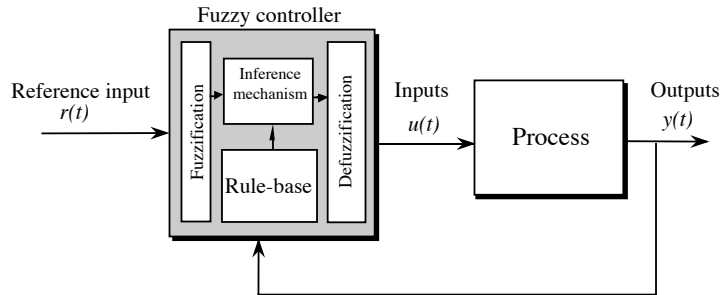 Fuzzy controller
Reference input
r(t)
Fuzzification
Inference
mechanism
Rule-base
Defuzzification
Inputs
u(t)
Process
Outputs
y(t)